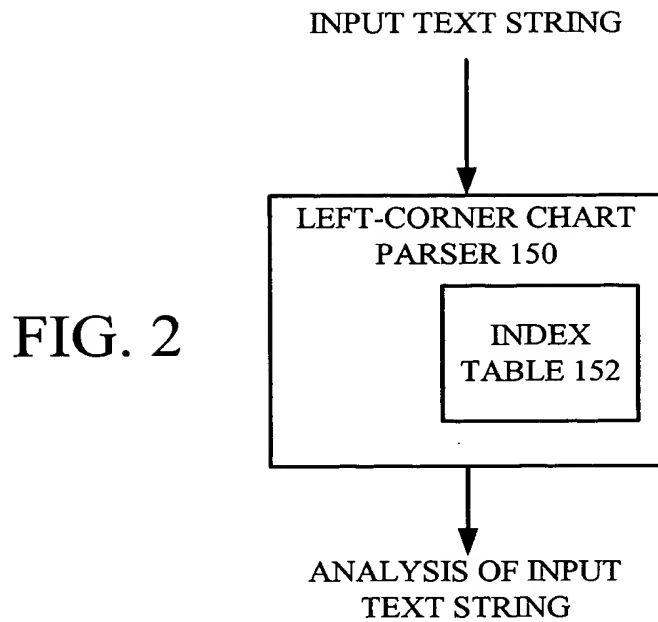 INPUT TEXT STRING
LEFT-CORNER CHART
PARSER 150
INDEX
TABLE 152
FIG. 2
ANALYSIS OF INPUT
TEXT STRING